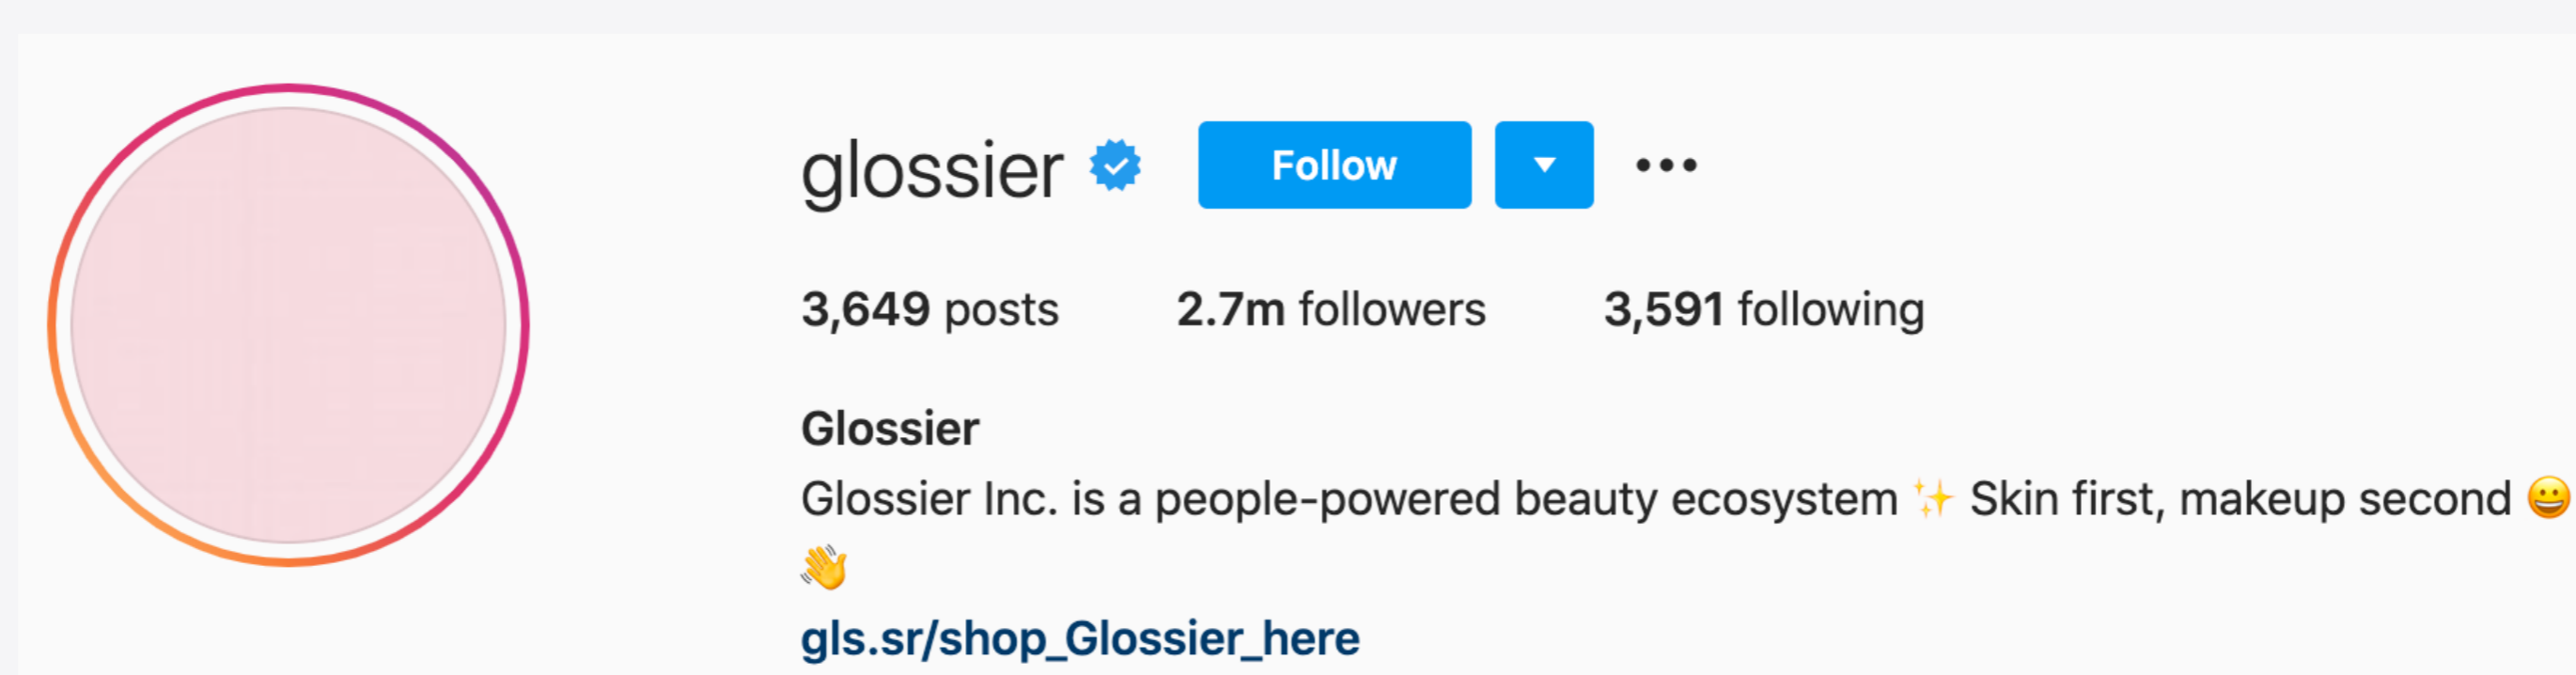 glossier
Follow
3,649 posts 2.7m followers 3,591 following
Glossier
Glossier Inc. is a people-powered beauty ecosystem ✨ Skin first, makeup second 😀
👋
gls.sr/shop_Glossier_here